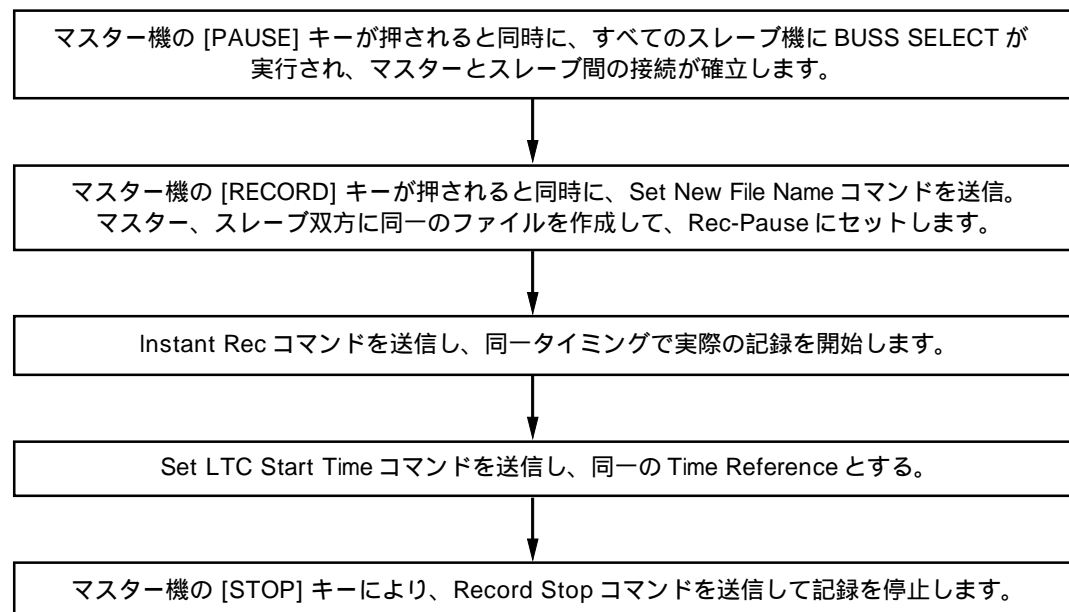 マスター機の [PAUSE] キーが押されると同時に、すべてのスレーブ機に BUSS SELECT が
実行され、マスターとスレーブ間の接続が確立します。
マスター機の [RECORD] キーが押されると同時に、Set New File Name コマンドを送信。
マスター、スレーブ双方に同一のファイルを作成して、Rec-Pause にセットします。
Instant Rec コマンドを送信し、同一タイミングで実際の記録を開始します。
Set LTC Start Time コマンドを送信し、同一の Time Reference とする。
マスター機の [STOP] キーにより、Record Stop コマンドを送信して記録を停止します。